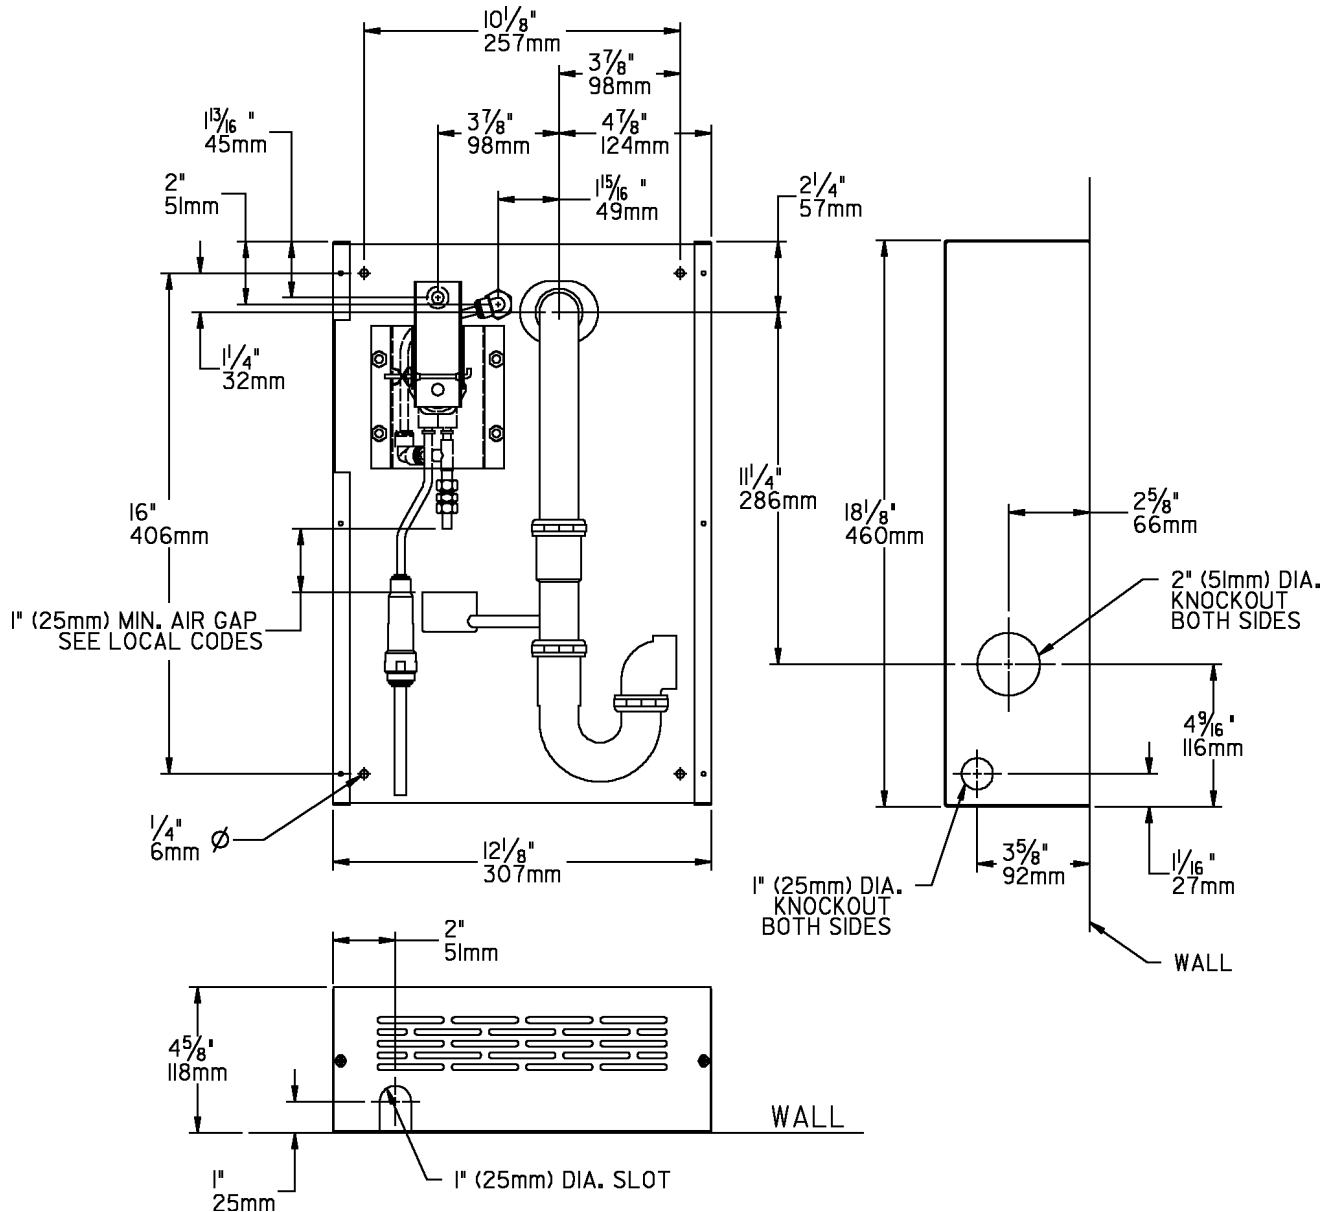 10 1/8"
257mm
3 7/8"
98mm
1 13/16"
45mm
3 7/8"
98mm
4 7/8"
124mm
2"
51mm
1 15/16"
49mm
2 1/4"
57mm
1 1/4"
32mm
16"
406mm
11 1/4"
286mm
18 1/8"
460mm
2 5/8"
66mm
2" (51mm) DIA.
KNOCKOUT
BOTH SIDES
1" (25mm) MIN. AIR GAP
SEE LOCAL CODES
4 9/16"
116mm
1/4"
6mm Ø
12 1/8"
307mm
3 5/8"
92mm
1 1/16"
27mm
1" (25mm) DIA.
KNOCKOUT
BOTH SIDES
WALL
2"
51mm
4 5/8"
118mm
WALL
1"
25mm
1" (25mm) DIA. SLOT